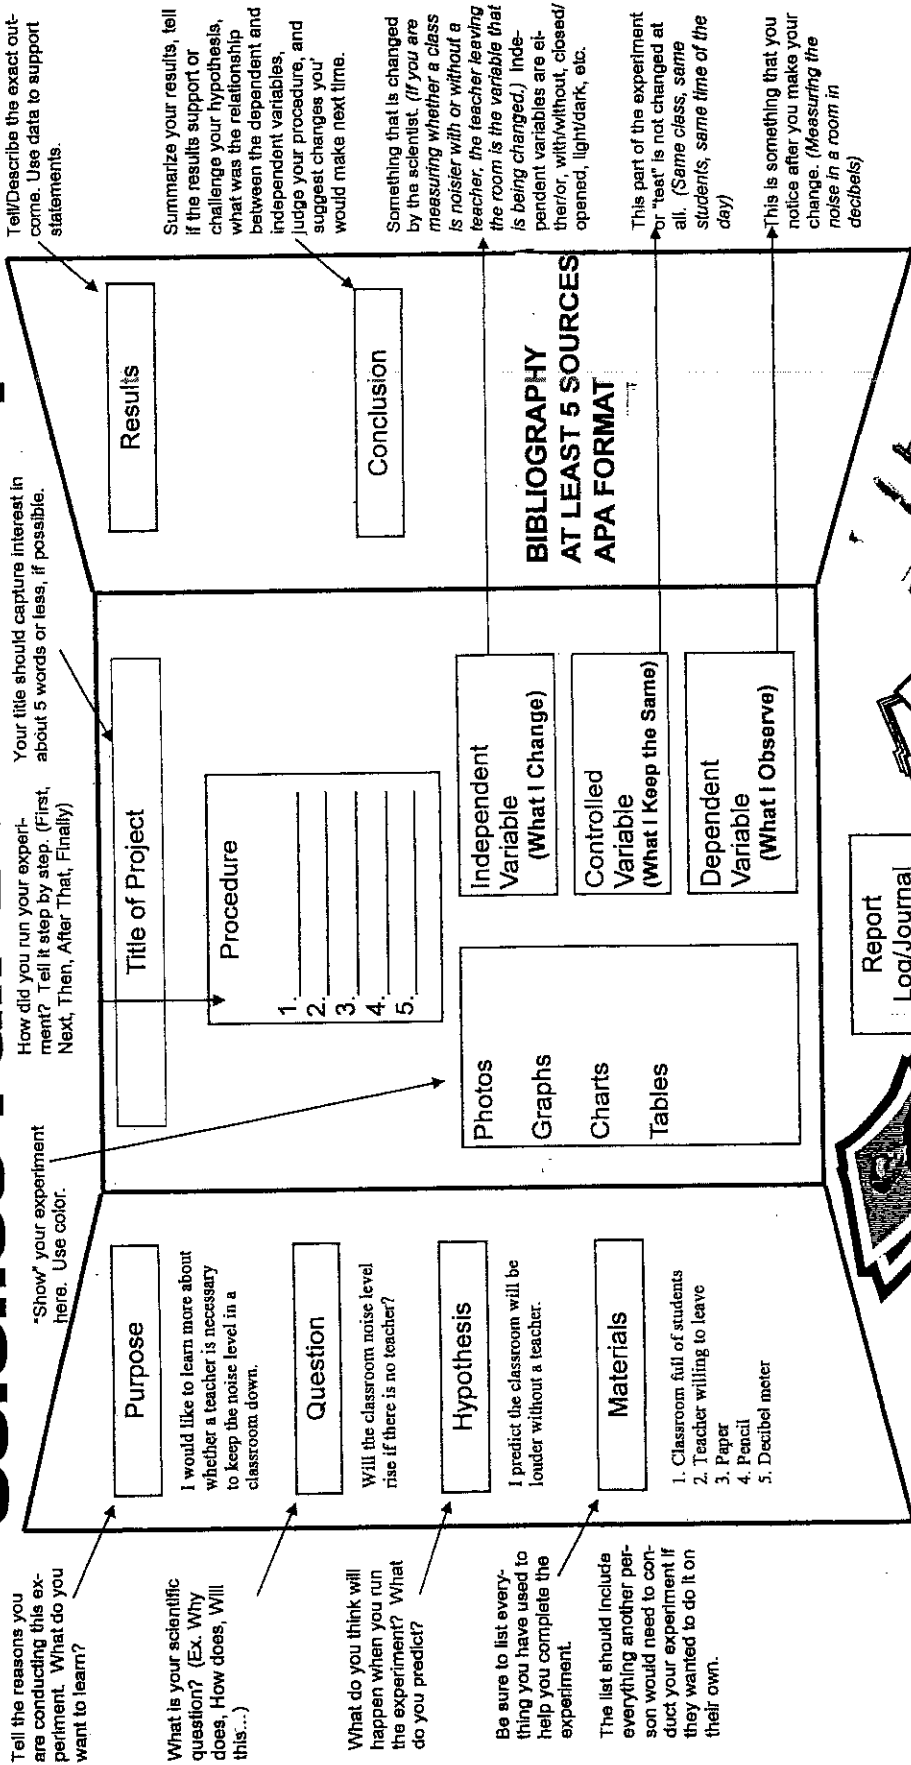 Tell the reasons you
are conducting this ex-
periment. What do you
want to learn?
What is your scientific
question? (Ex. Why
does, How does, Will
this...)
What do you think will
happen when you run
the experiment? What
do you predict?
Be sure to list every-
thing you have used to
help you complete the
experiment.
The list should include
everything another per-
son would need to con-
duct your experiment if
they wanted to do it on
their own.
"Show" your experiment
here. Use color.
How did you run your experi-
ment? Tell it step by step. (First,
Next, Then, After That, Finally)
Your title should capture interest in
about 5 words or less, if possible.
Purpose
I would like to learn more about
whether a teacher is necessary
to keep the noise level in a
classroom down.
Question
Will the classroom noise level
rise if there is no teacher?
Hypothesis
I predict the classroom will be
louder without a teacher.
Materials
1. Classroom full of students
2. Teacher willing to leave
3. Paper
4. Pencil
5. Decibel meter
Title of Project
Procedure
1.
2.
3.
4.
5.
Photos
Graphs
Charts
Tables
Independent
Variable
(What I Change)
Controlled
Variable
(What I Keep the Same)
Dependent
Variable
(What I Observe)
Results
Conclusion
BIBLIOGRAPHY
AT LEAST 5 SOURCES
APA FORMAT
Report
Log/Journal
Tell/Describe the exact out-
come. Use data to support
statements.
Summarize your results, tell
if the results support or
challenge your hypothesis,
what was the relationship
between the dependent and
independent variables,
judge your procedure, and
suggest changes you'
would make next time.
Something that is changed
by the scientist. (If you are
measuring whether a class
is noisier with or without a
teacher, the teacher leaving
the room is the variable that
is being changed.) Inde-
pendent variables are ei-
ther/or, with/without, closed/
opened, light/dark, etc.
This part of the experiment
or "test" is not changed at
all. (Same class, same
students, same time of the
day)
This is something that you
notice after you make your
change. (Measuring the
noise in a room in
decibels)